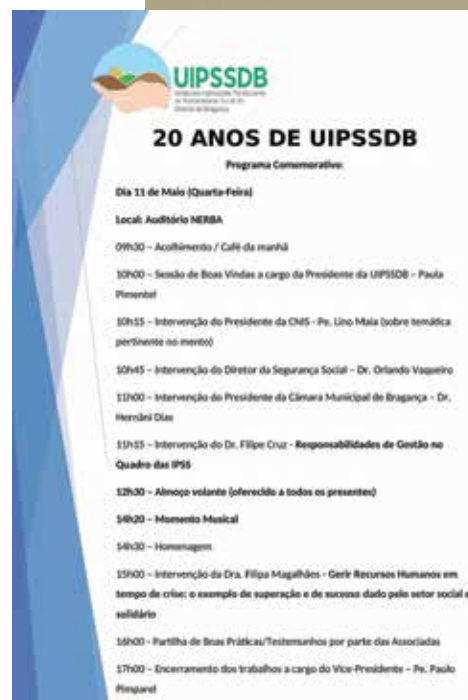 UIPSSDB
20 ANOS DE UIPSSDB
Programa Comemorativo:
Dia 11 de Maio (Quarta-Feira)
Local: Auditório NERBA
09h30 – Acolhimento / Café da manhã
10h00 – Sessão de Boas Vindas a cargo da Presidente da UIPSSDB – Paula
Pimentel
10h15 – Intervenção do Presidente da CNIS - Pe. Lino Maia (sobre temática
pertinente no mento)
10h45 – Intervenção do Diretor da Segurança Social – Dr. Orlando Vaqueiro
11h00 – Intervenção do Presidente da Câmara Municipal de Bragança – Dr.
Hernâni Dias
11h15 – Intervenção do Dr. Filipe Cruz - Responsabilidades de Gestão no
Quadro das IPSS
12h30 – Almoço volante (oferecido a todos os presentes)
14h20 – Momento Musical
14h30 – Homenagem
15h00 – Intervenção da Dra. Filipa Magalhães - Gerir Recursos Humanos em
tempo de crise: o exemplo de superação e de sucesso dado pelo setor social e
solidário
16h00 - Partilha de Boas Práticas/Testemunhos por parte das Associadas
17h00 – Encerramento dos trabalhos a cargo do Vice-Presidente – Pe. Paulo
Pimparel